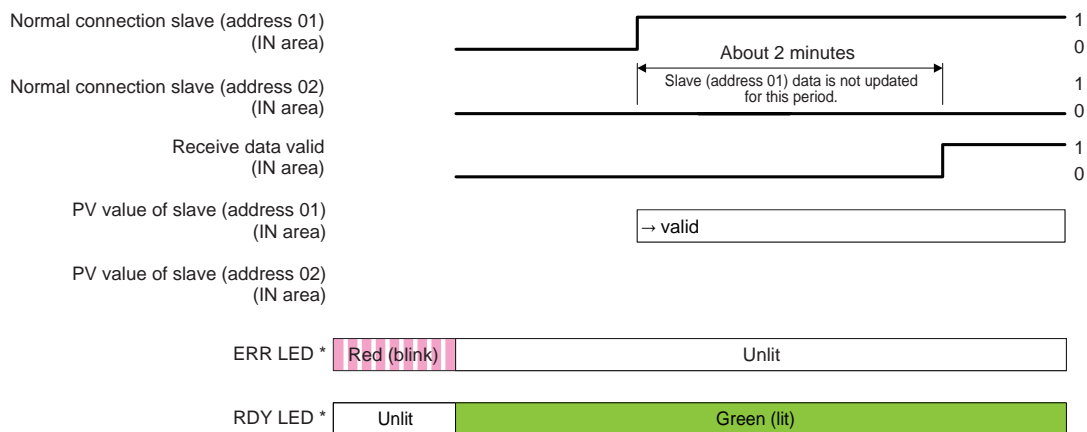 Normal connection slave (address 01)
(IN area)
1
0
About 2 minutes
Slave (address 01) data is not updated
for this period.
Normal connection slave (address 02)
(IN area)
1
0
Receive data valid
(IN area)
1
0
PV value of slave (address 01)
(IN area)
→ valid
PV value of slave (address 02)
(IN area)
ERR LED * Red (blink) Unlit
RDY LED * Unlit Green (lit)